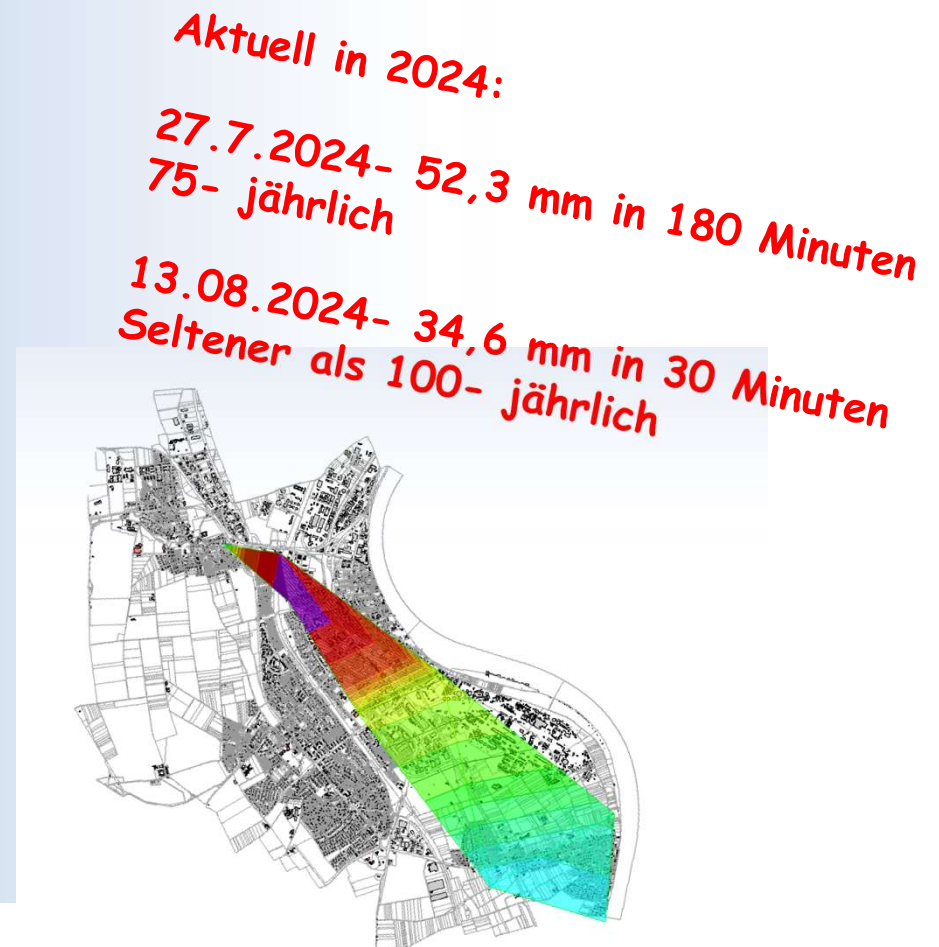 Aktuell in 2024:
27.7.2024- 52,3 mm in 180 Minuten
75- jährlich
13.08.2024- 34,6 mm in 30 Minuten
Seltener als 100- jährlich